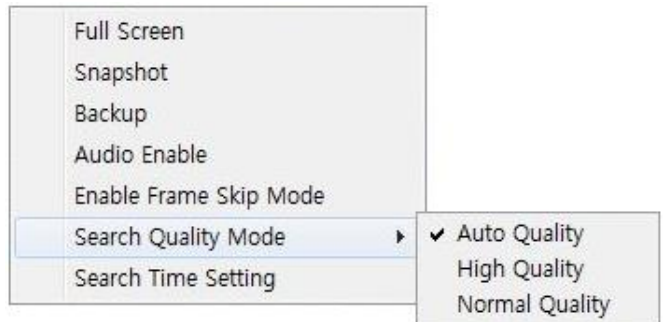 Full Screen
Snapshot
Backup
Audio Enable
Enable Frame Skip Mode
Search Quality Mode
Search Time Setting
Auto Quality
High Quality
Normal Quality